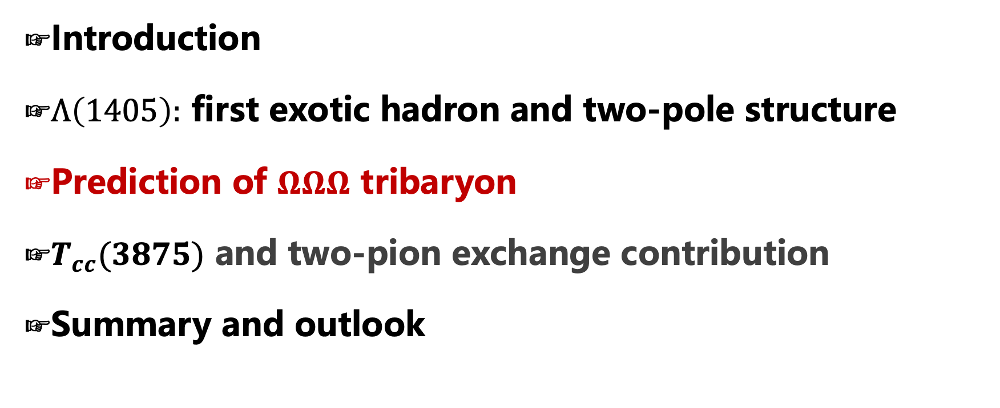 ☞Introduction
☞Λ(1405): first exotic hadron and two-pole structure
☞Prediction of ΩΩΩ tribaryon
☞T_cc(3875) and two-pion exchange contribution
☞Summary and outlook